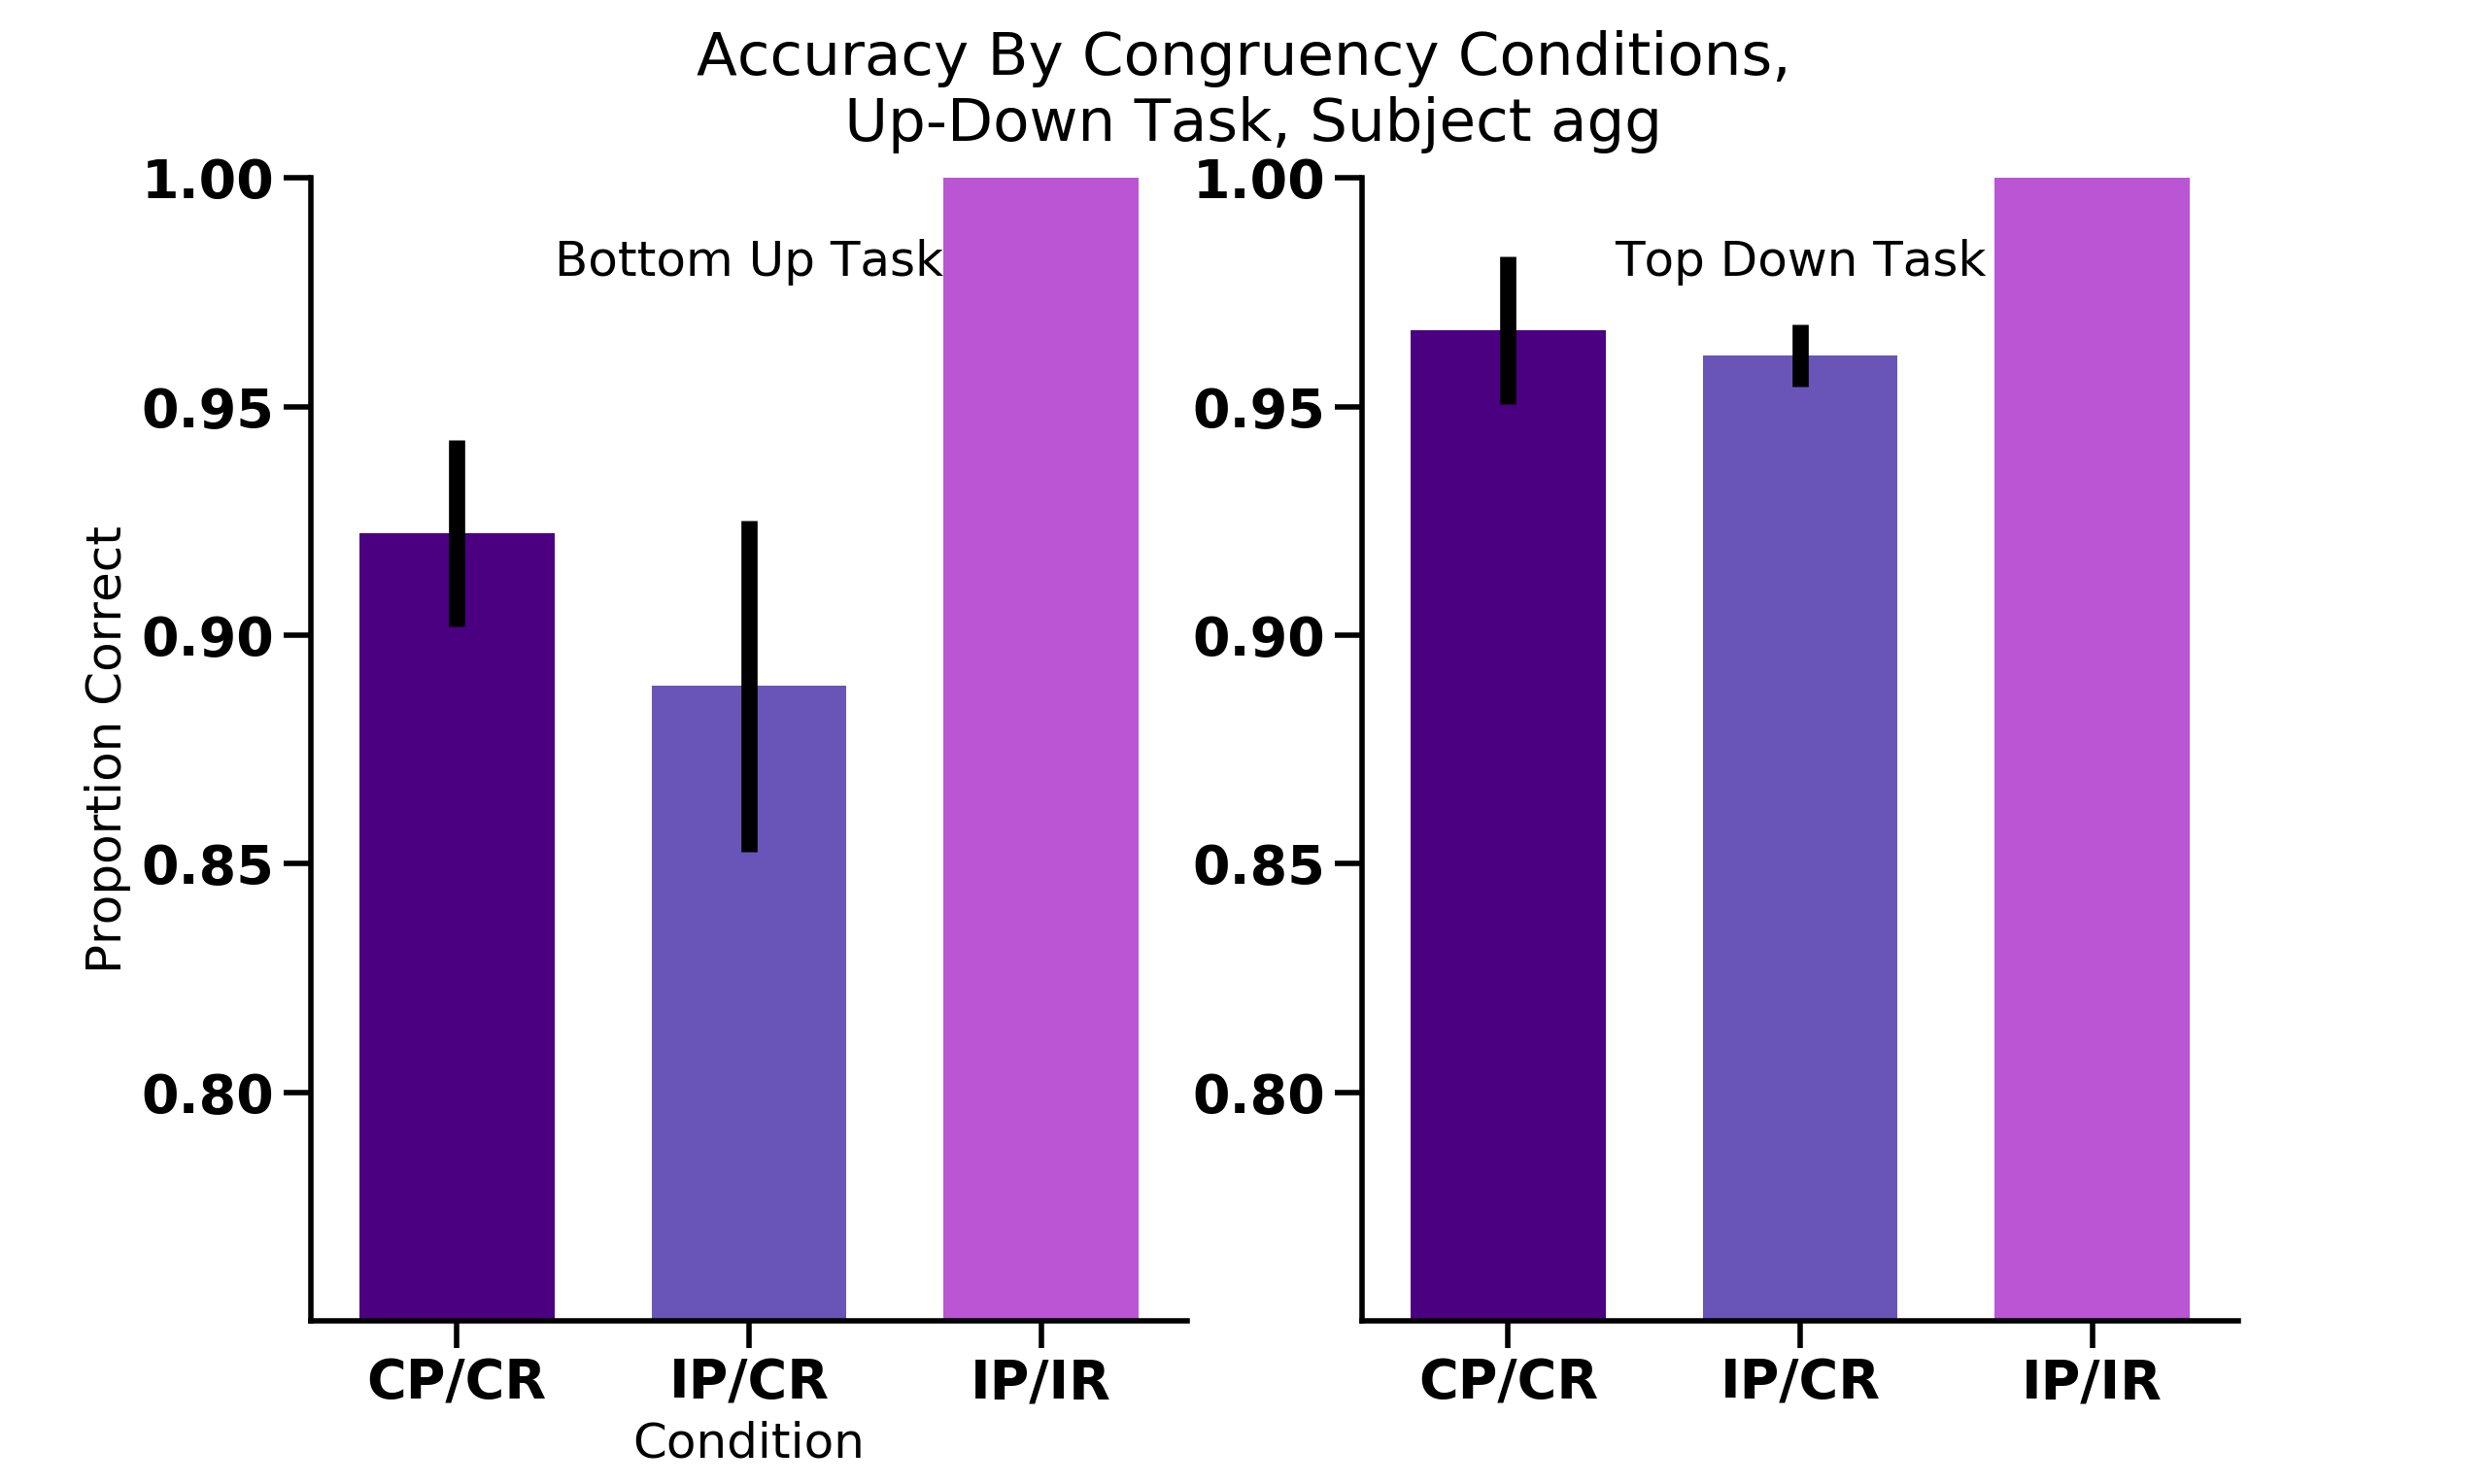 Accuracy By Congruency Conditions,
Up-Down Task, Subject agg
Proportion Correct
1.00
0.95
0.90
0.85
0.80
Bottom Up Task
CP/CR IP/CR IP/IR
Condition
1.00
0.95
0.90
0.85
0.80
Top Down Task
CP/CR IP/CR IP/IR